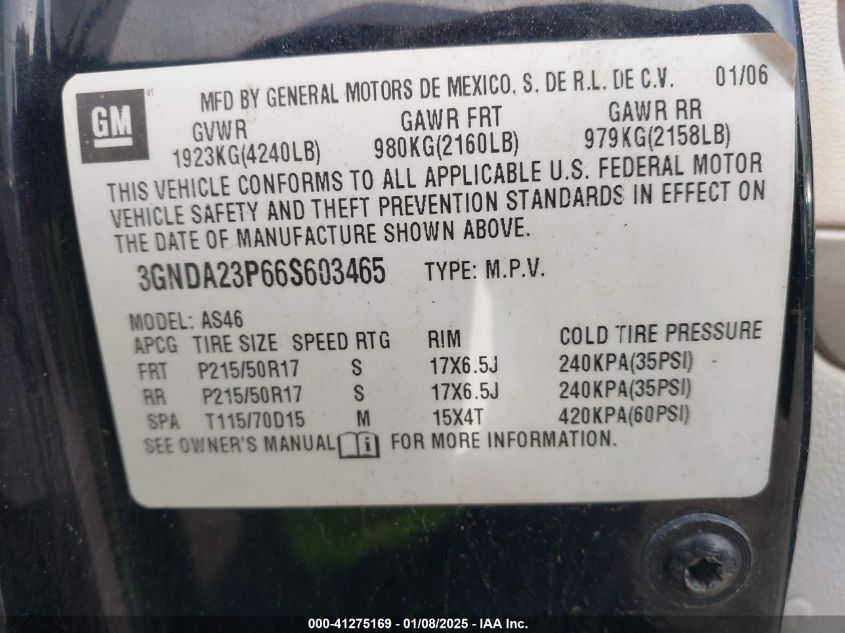 GM
MFD BY GENERAL MOTORS DE MEXICO, S. DE R.L. DE C.V. 01/06
GVWR GAWR FRT GAWR RR
1923KG(4240LB) 980KG(2160LB) 979KG(2158LB)
THIS VEHICLE CONFORMS TO ALL APPLICABLE U.S. FEDERAL MOTOR
VEHICLE SAFETY AND THEFT PREVENTION STANDARDS IN EFFECT ON
THE DATE OF MANUFACTURE SHOWN ABOVE.
3GNDA23P66S603465 TYPE: M.P.V.
MODEL: AS46
APCG TIRE SIZE SPEED RTG RIM COLD TIRE PRESSURE
FRT P215/50R17 S 17X6.5J 240KPA(35PSI)
RR P215/50R17 S 17X6.5J 240KPA(35PSI)
SPA T115/70D15 M 15X4T 420KPA(60PSI)
SEE OWNER'S MANUAL i FOR MORE INFORMATION.
000-41275169 - 01/08/2025 - IAA Inc.